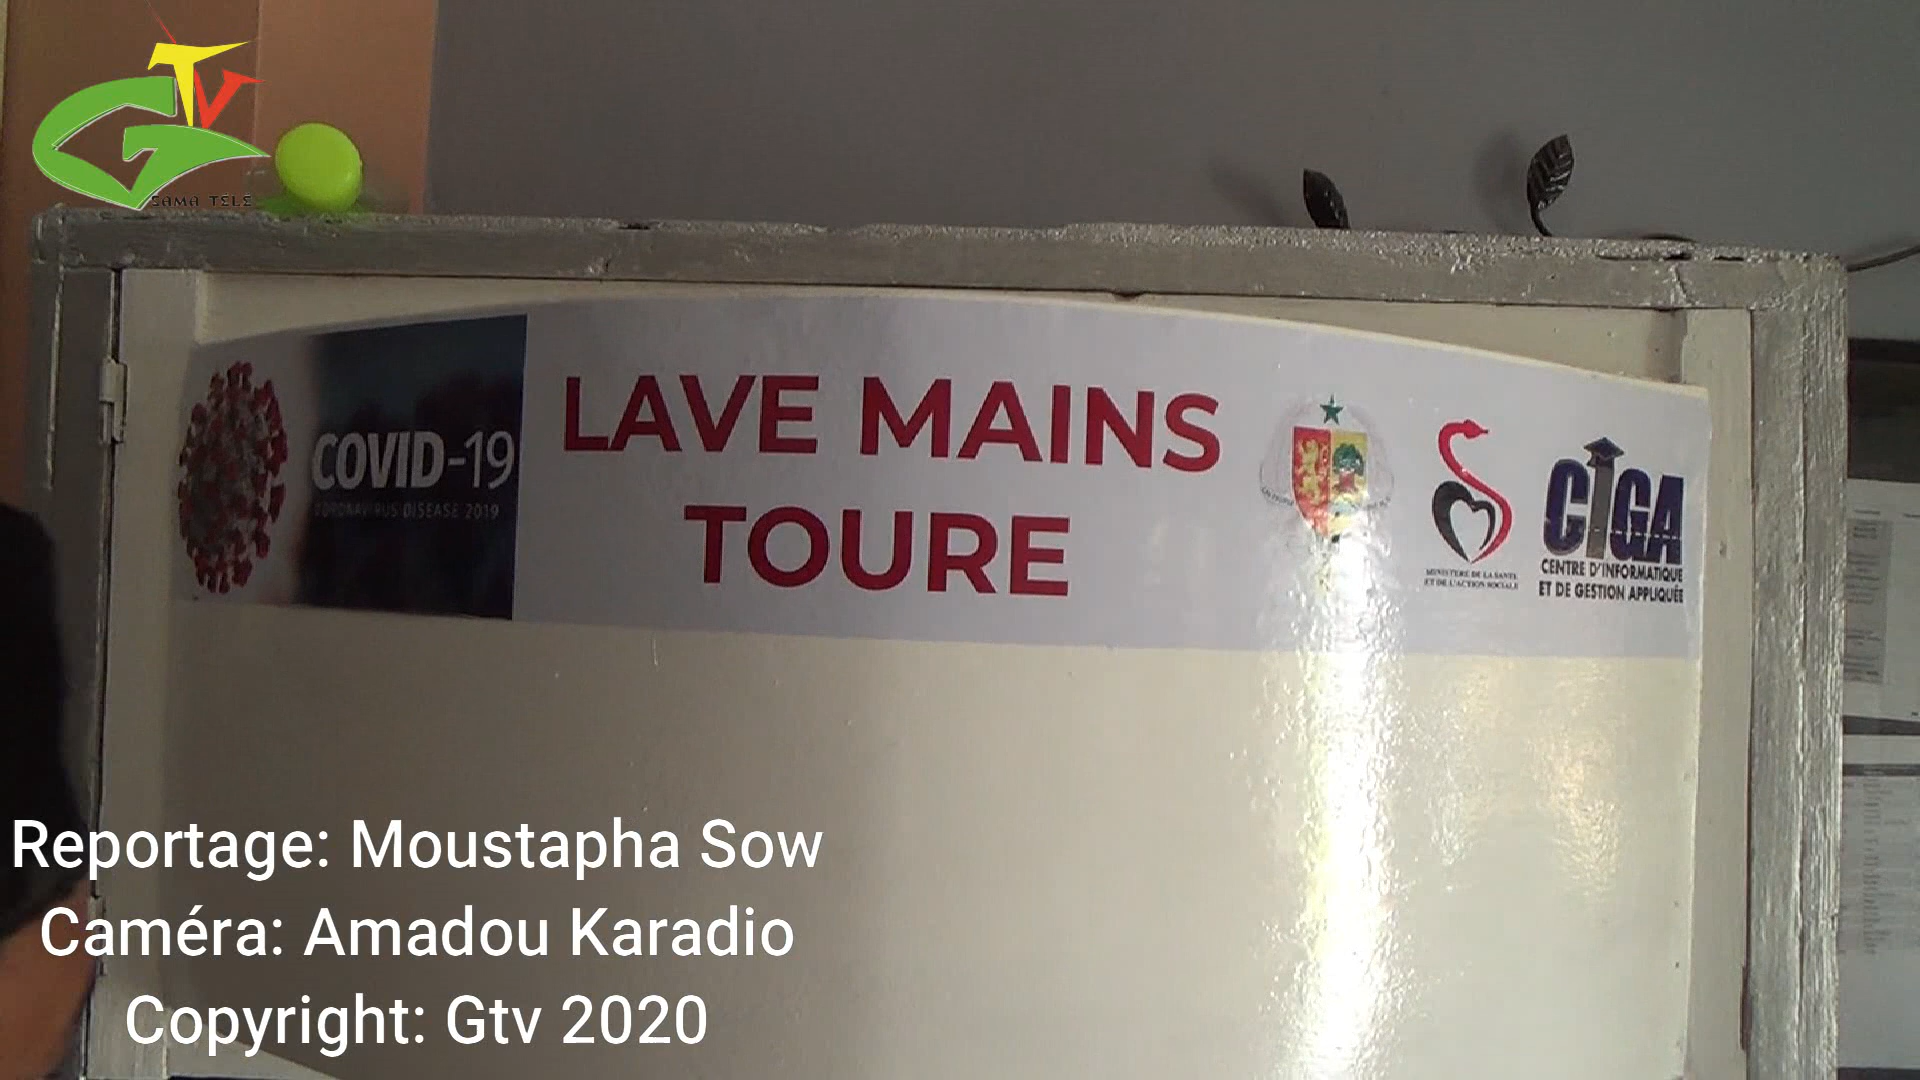 GTV
SAMA TÉLÉ
COVID-19
CORONAVIRUS DISEASE 2019
LAVE MAINS
TOURE
MINISTERE DE LA SANTE
ET DE L'ACTION SOCIALE
CIGA
CENTRE D'INFORMATIQUE
ET DE GESTION APPLIQUÉE
Reportage: Moustapha Sow
Caméra: Amadou Karadio
Copyright: Gtv 2020